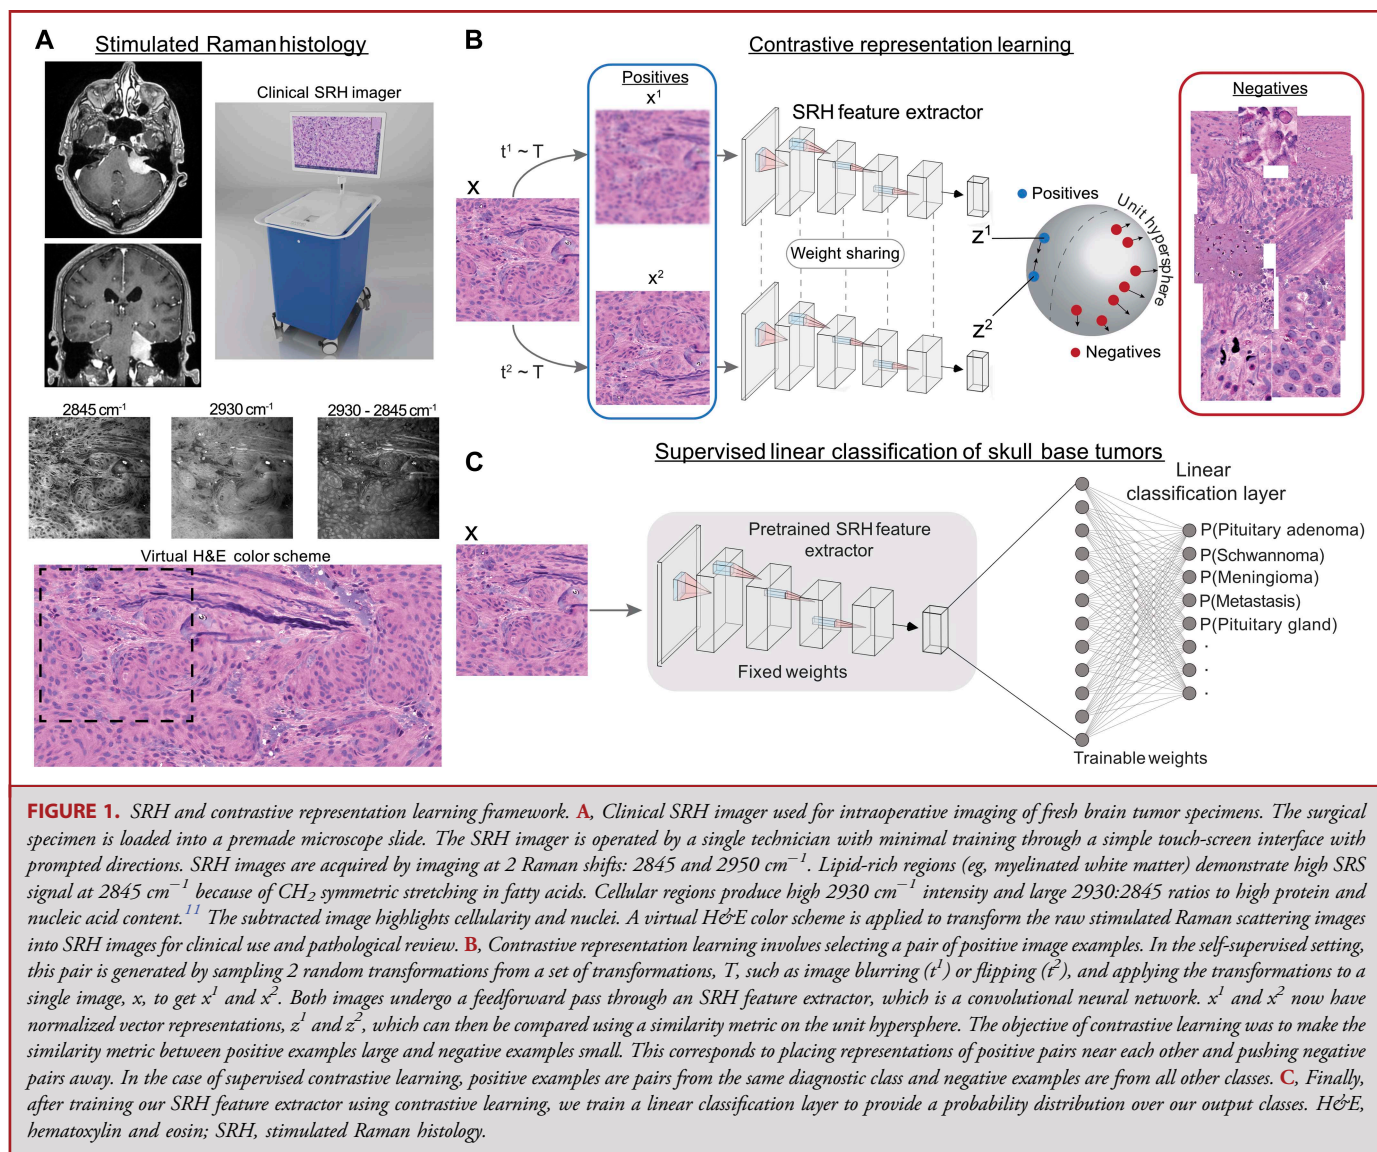 A
Stimulated Raman histology
Clinical SRH imager
2845 cm⁻¹
2930 cm⁻¹
2930 - 2845 cm⁻¹
Virtual H&E color scheme
B
Contrastive representation learning
Positives
x¹
t¹ ~ T
X
x²
t² ~ T
SRH feature extractor
Weight sharing
Positives
Unit hypersphere
z¹
z²
Negatives
Negatives
C
Supervised linear classification of skull base tumors
X
Pretrained SRH feature
extractor
Fixed weights
Linear
classification layer
P(Pituitary adenoma)
P(Schwannoma)
P(Meningioma)
P(Metastasis)
P(Pituitary gland)
.
.
.
Trainable weights
FIGURE 1. SRH and contrastive representation learning framework. A, Clinical SRH imager used for intraoperative imaging of fresh brain tumor specimens. The surgical
specimen is loaded into a premade microscope slide. The SRH imager is operated by a single technician with minimal training through a simple touch-screen interface with
prompted directions. SRH images are acquired by imaging at 2 Raman shifts: 2845 and 2950 cm⁻¹. Lipid-rich regions (eg, myelinated white matter) demonstrate high SRS
signal at 2845 cm⁻¹ because of CH₂ symmetric stretching in fatty acids. Cellular regions produce high 2930 cm⁻¹ intensity and large 2930:2845 ratios to high protein and
nucleic acid content.¹¹ The subtracted image highlights cellularity and nuclei. A virtual H&E color scheme is applied to transform the raw stimulated Raman scattering images
into SRH images for clinical use and pathological review. B, Contrastive representation learning involves selecting a pair of positive image examples. In the self-supervised setting,
this pair is generated by sampling 2 random transformations from a set of transformations, T, such as image blurring (t¹) or flipping (t²), and applying the transformations to a
single image, x, to get x¹ and x². Both images undergo a feedforward pass through an SRH feature extractor, which is a convolutional neural network. x¹ and x² now have
normalized vector representations, z¹ and z², which can then be compared using a similarity metric on the unit hypersphere. The objective of contrastive learning was to make the
similarity metric between positive examples large and negative examples small. This corresponds to placing representations of positive pairs near each other and pushing negative
pairs away. In the case of supervised contrastive learning, positive examples are pairs from the same diagnostic class and negative examples are from all other classes. C, Finally,
after training our SRH feature extractor using contrastive learning, we train a linear classification layer to provide a probability distribution over our output classes. H&E,
hematoxylin and eosin; SRH, stimulated Raman histology.